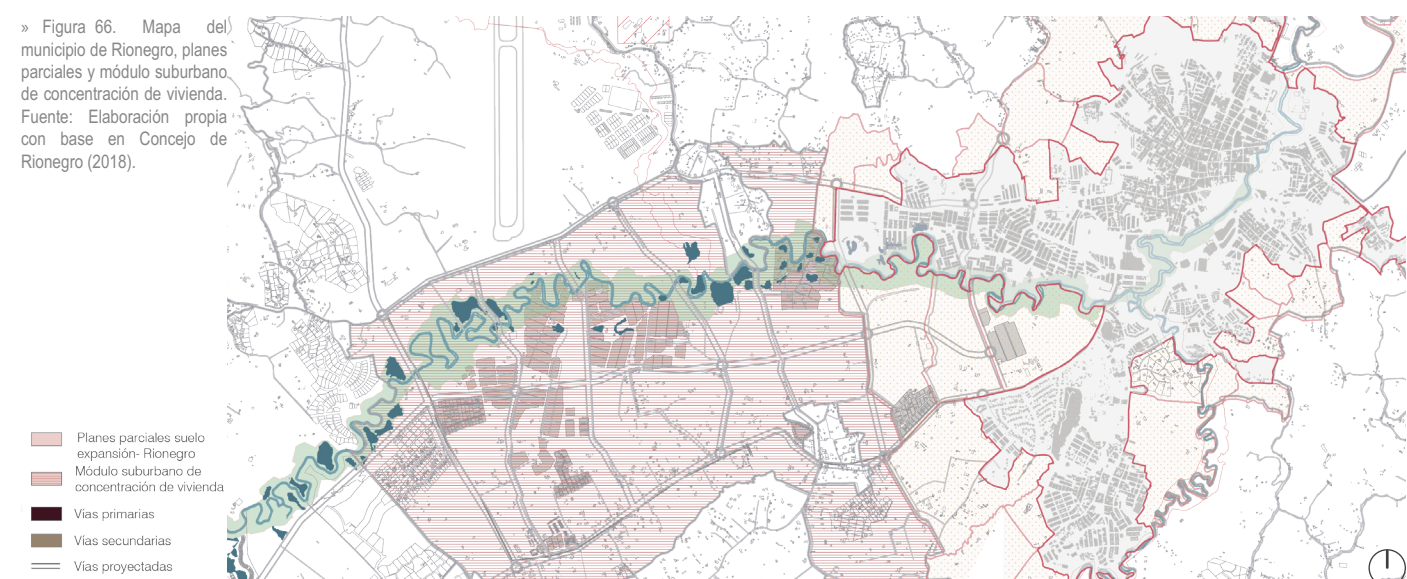 » Figura 66. Mapa del
municipio de Rionegro, planes
parciales y módulo suburbano
de concentración de vivienda.
Fuente: Elaboración propia
con base en Concejo de
Rionegro (2018).
Planes parciales suelo
expansión- Rionegro
Módulo suburbano de
concentración de vivienda
Vías primarias
Vías secundarias
Vías proyectadas